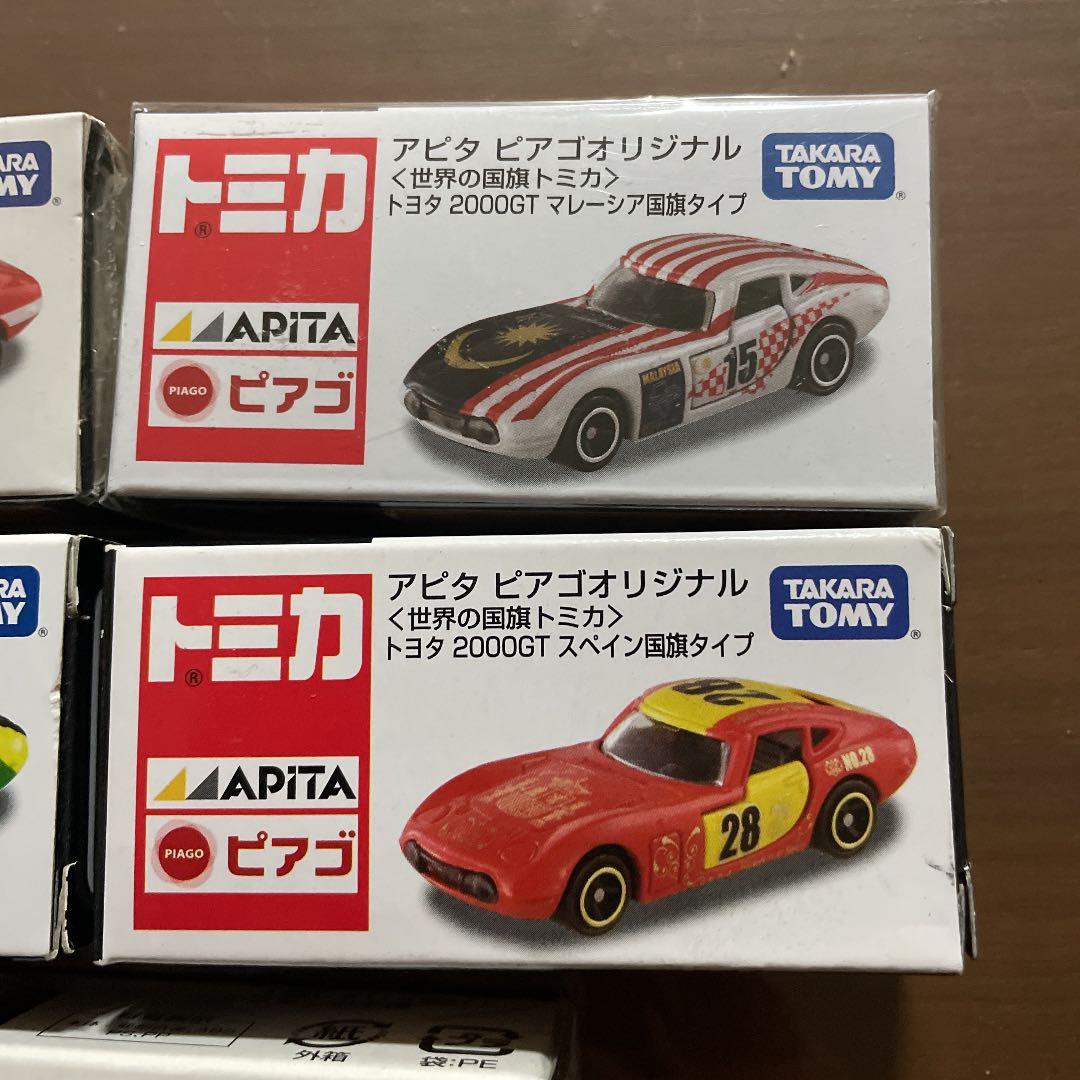 ARA
OMY
®
トミカ
®
アピタ ピアゴオリジナル
<世界の国旗トミカ>
トヨタ 2000GT マレーシア国旗タイプ
TAKARA
TOMY
®
APiTA
PIAGO ピアゴ
MALAYSIA
15
ARA
MY
®
トミカ
®
アピタ ピアゴオリジナル
<世界の国旗トミカ>
トヨタ 2000GT スペイン国旗タイプ
TAKARA
TOMY
®
APiTA
PIAGO ピアゴ
28
NO.28
28
紙
外箱
袋:PE